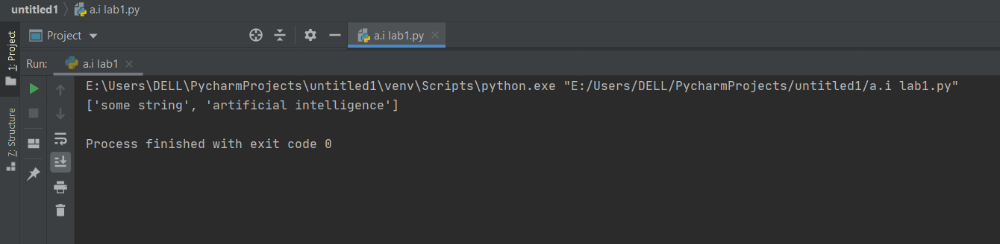 untitled1 〉 a.i lab1.py
Project a.i lab1.py
1: Project
Run: a.i lab1
E:\Users\DELL\PycharmProjects\untitled1\venv\Scripts\python.exe "E:/Users/DELL/PycharmProjects/untitled1/a.i lab1.py"
['some string', 'artificial intelligence']
7: Structure
Process finished with exit code 0